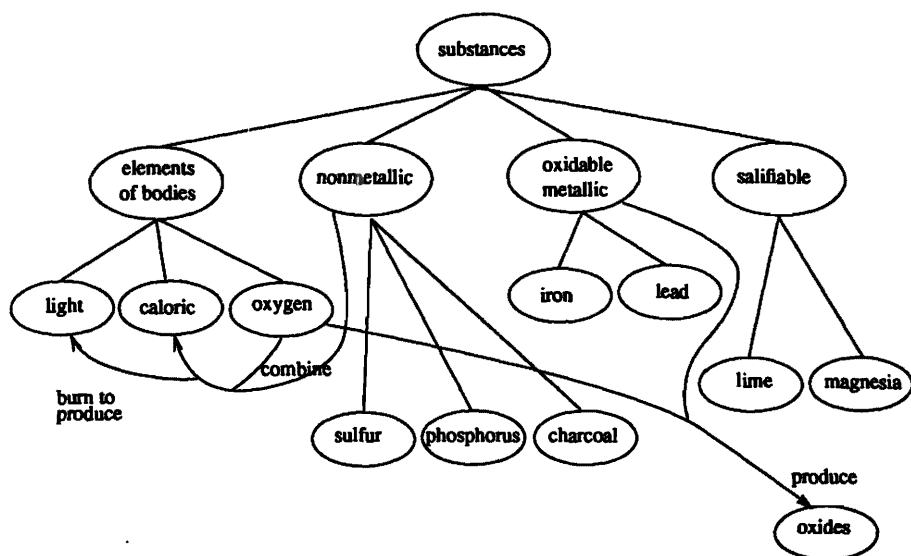 substances
elements
of bodies
nonmetallic
oxidable
metallic
salifiable
light
caloric
oxygen
iron
lead
combine
burn to
produce
lime
magnesia
sulfur
phosphorus
charcoal
produce
oxides